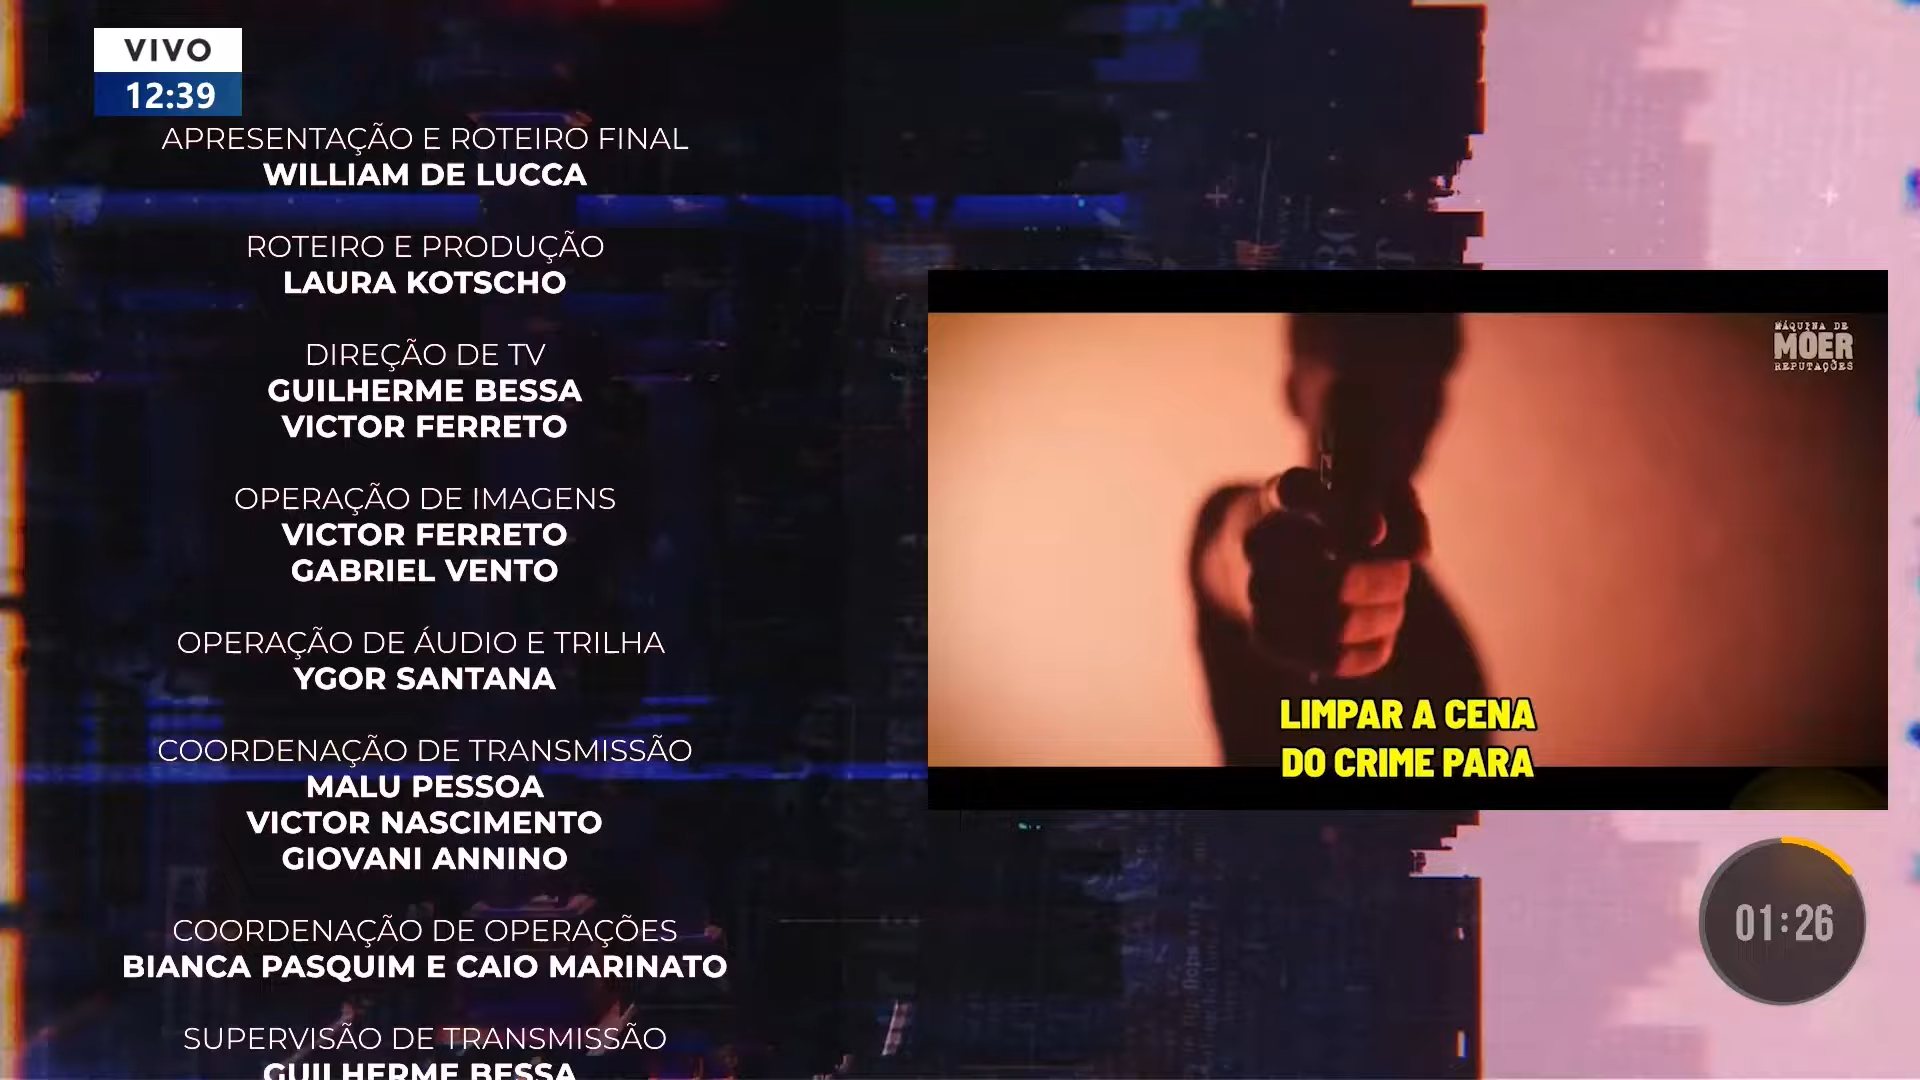 VIVO
12:39
APRESENTAÇÃO E ROTEIRO FINAL
WILLIAM DE LUCCA
ROTEIRO E PRODUÇÃO
LAURA KOTSCHO
DIREÇÃO DE TV
GUILHERME BESSA
VICTOR FERRETO
OPERAÇÃO DE IMAGENS
VICTOR FERRETO
GABRIEL VENTO
OPERAÇÃO DE ÁUDIO E TRILHA
YGOR SANTANA
COORDENAÇÃO DE TRANSMISSÃO
MALU PESSOA
VICTOR NASCIMENTO
GIOVANI ANNINO
COORDENAÇÃO DE OPERAÇÕES
BIANCA PASQUIM E CAIO MARINATO
SUPERVISÃO DE TRANSMISSÃO
GUILHERME BESSA
MÁQUINA DE
MOER
REPUTAÇÕES
LIMPAR A CENA
DO CRIME PARA
01:26